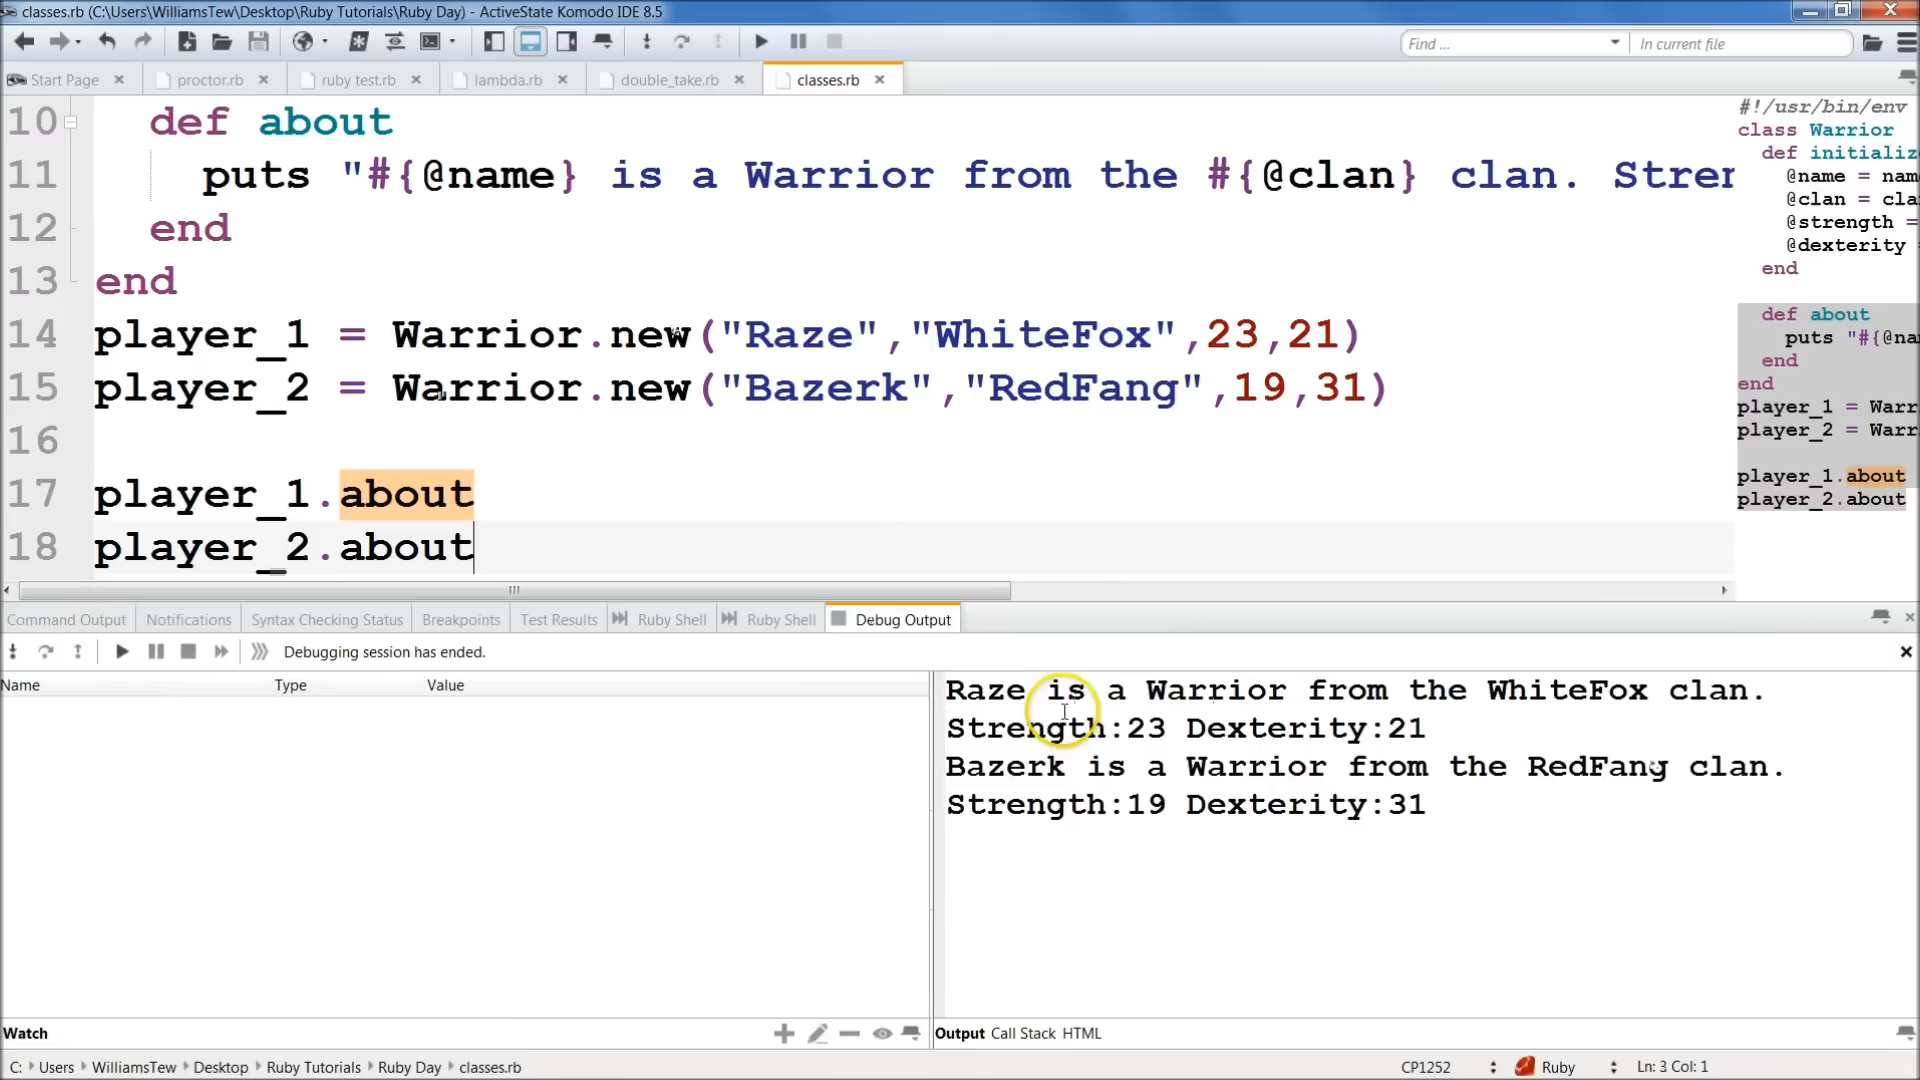 classes.rb (C:\Users\WilliamsTew\Desktop\Ruby Tutorials\Ruby Day) - ActiveState Komodo IDE 8.5
Find ...
In current file
Start Page
proctor.rb
ruby test.rb
lambda.rb
double_take.rb
classes.rb
10 def about
11 puts "#{@name} is a Warrior from the #{@clan} clan. Stren
12 end
13 end
14 player_1 = Warrior.new("Raze","WhiteFox",23,21)
15 player_2 = Warrior.new("Bazerk","RedFang",19,31)
16
17 player_1.about
18 player_2.about
#!/usr/bin/env
class Warrior
def initializ
@name = nam
@clan = cla
@strength =
@dexterity
end
def about
puts "#{@na
end
end
player_1 = Warr
player_2 = Warr
player_1.about
player_2.about
Command Output
Notifications
Syntax Checking Status
Breakpoints
Test Results
Ruby Shell
Ruby Shell
Debug Output
Debugging session has ended.
Name Type Value
Raze is a Warrior from the WhiteFox clan.
Strength:23 Dexterity:21
Bazerk is a Warrior from the RedFang clan.
Strength:19 Dexterity:31
Watch
Output Call Stack HTML
C: Users WilliamsTew Desktop Ruby Tutorials Ruby Day classes.rb
CP1252
Ruby
Ln: 3 Col: 1